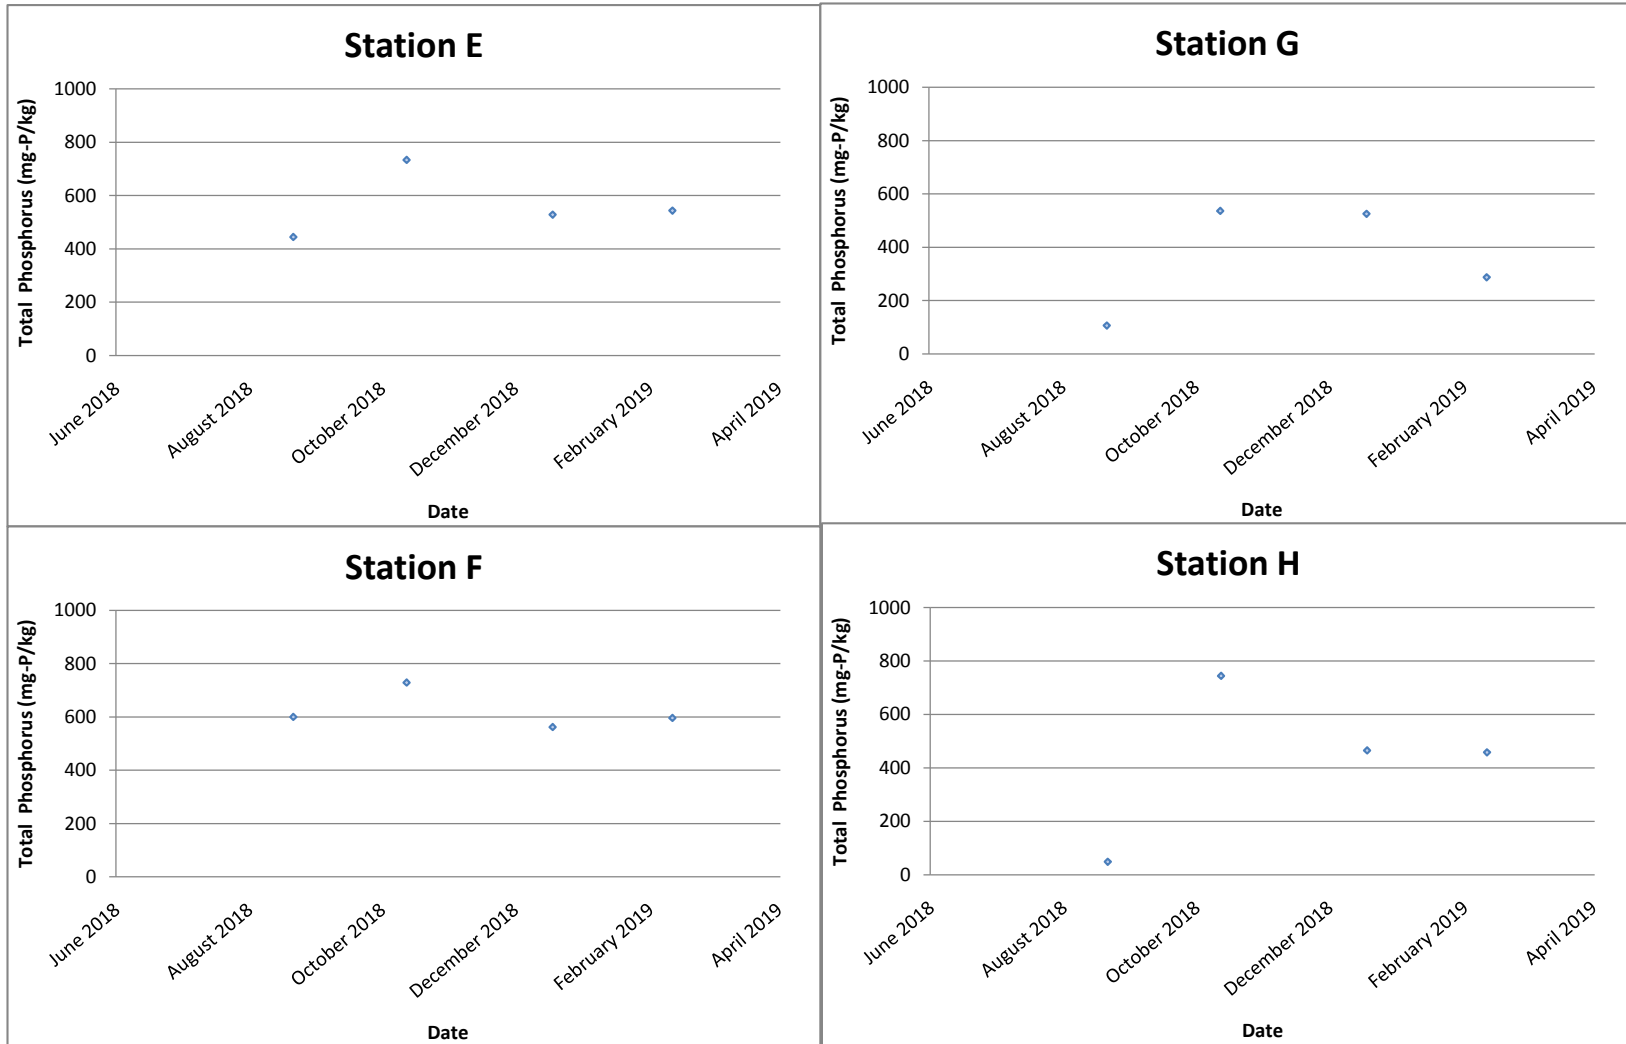 Station E
Total Phosphorus (mg-P/kg)
1000
800
600
400
200
0
June 2018
August 2018
October 2018
December 2018
February 2019
April 2019
Date
Station G
Total Phosphorus (mg-P/kg)
1000
800
600
400
200
0
June 2018
August 2018
October 2018
December 2018
February 2019
April 2019
Date
Station F
Total Phosphorus (mg-P/kg)
1000
800
600
400
200
0
June 2018
August 2018
October 2018
December 2018
February 2019
April 2019
Date
Station H
Total Phosphorus (mg-P/kg)
1000
800
600
400
200
0
June 2018
August 2018
October 2018
December 2018
February 2019
April 2019
Date